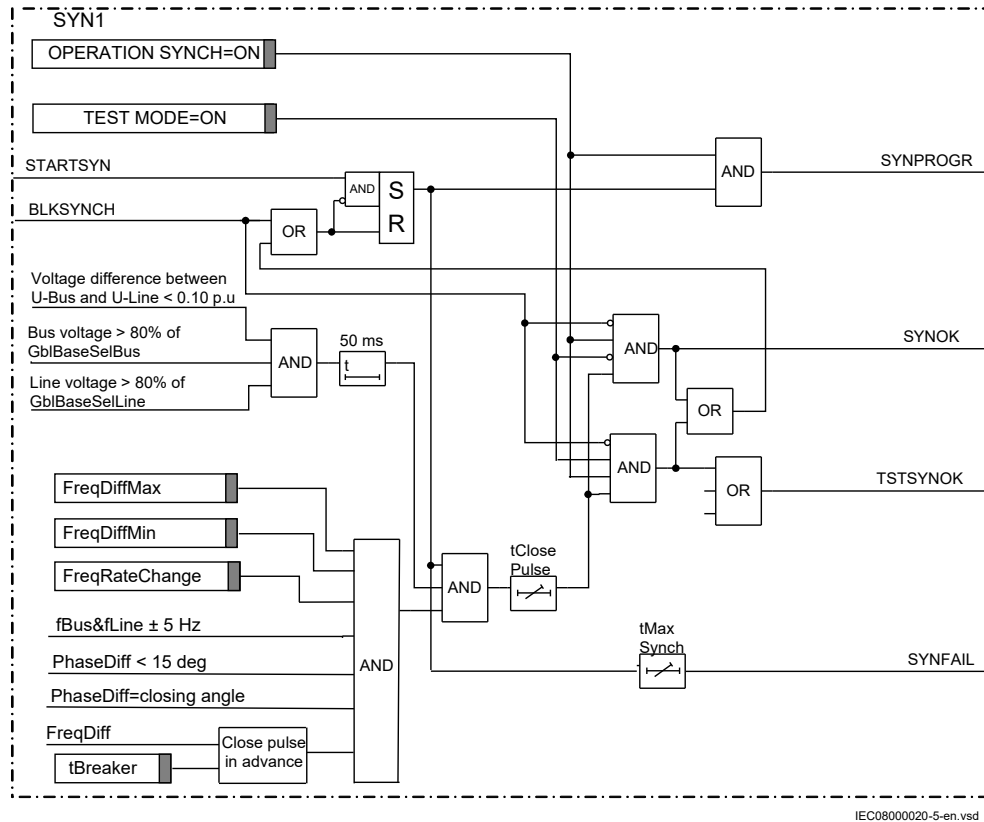 SYN1
OPERATION SYNCH=ON
TEST MODE=ON
STARTSYN
AND
S
R
AND
SYNPROGR
BLKSYNCH
OR
Voltage difference between
U-Bus and U-Line < 0.10 p.u
Bus voltage > 80% of
GblBaseSelBus
Line voltage > 80% of
GblBaseSelLine
AND
50 ms
t
AND
SYNOK
OR
AND
OR
TSTSYNOK
FreqDiffMax
FreqDiffMin
FreqRateChange
fBus&fLine ± 5 Hz
PhaseDiff < 15 deg
PhaseDiff=closing angle
FreqDiff
tBreaker
Close pulse
in advance
AND
AND
tClose
Pulse
tMax
Synch
SYNFAIL
IEC08000020-5-en.vsd